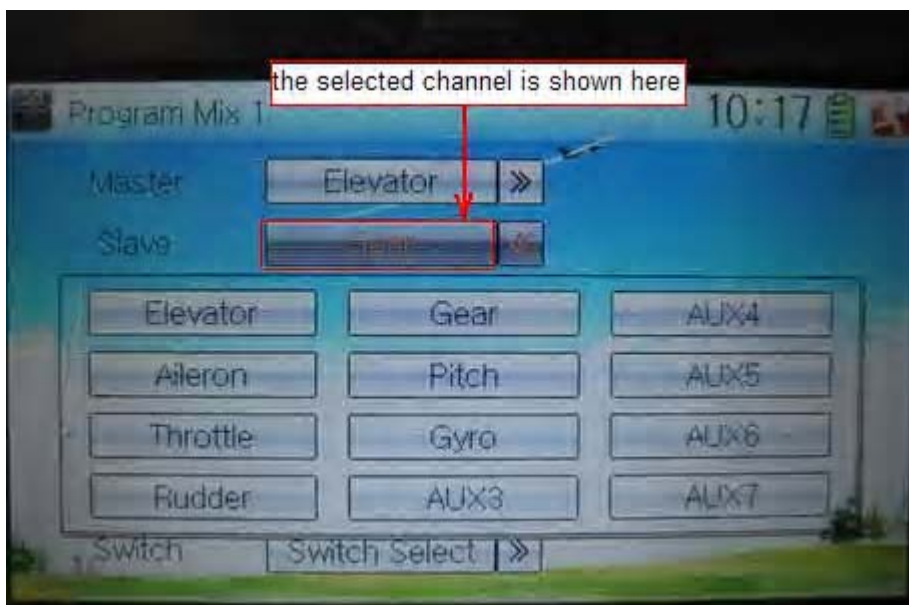 the selected channel is shown here
Program Mix 1
10:17
Master
Elevator
Slave
Gear
Elevator Gear AUX4
Aileron Pitch AUX5
Throttle Gyro AUX6
Rudder AUX3 AUX7
Switch
Switch Select